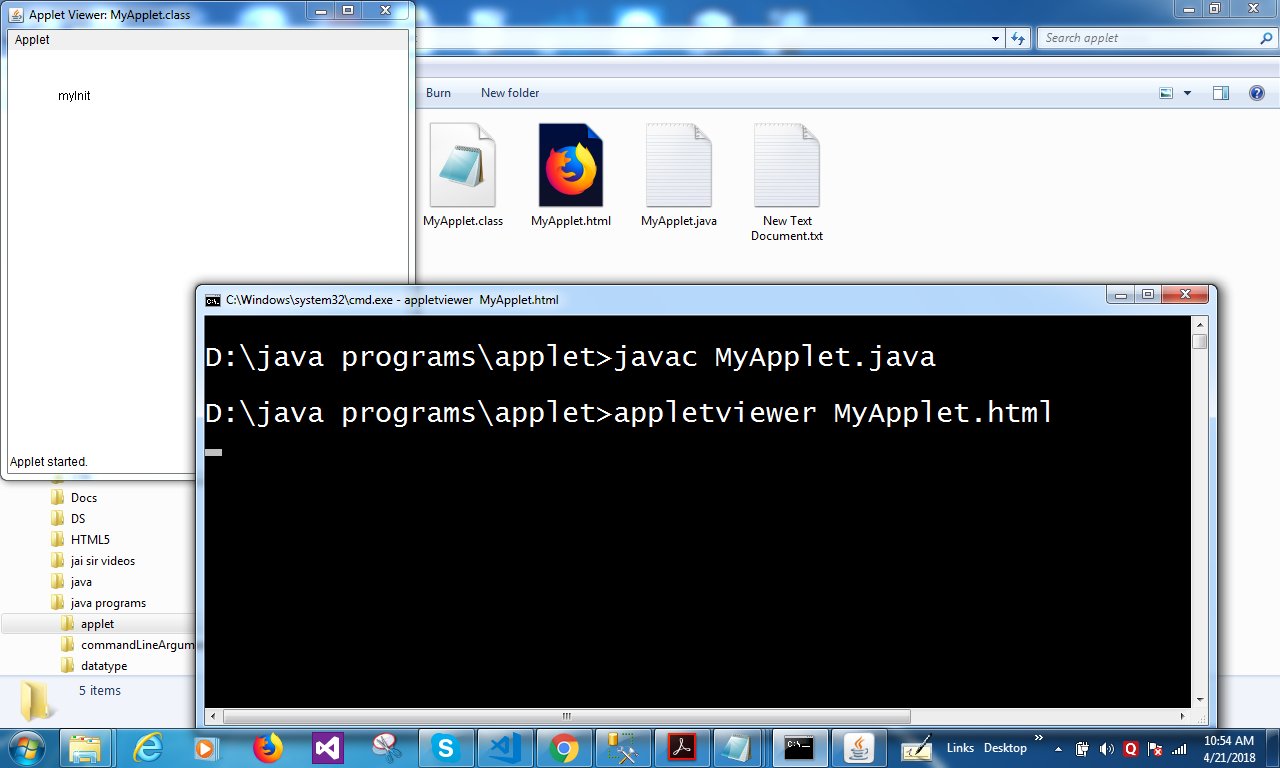 Applet Viewer: MyApplet.class
Applet
myInit
Applet started.
Search applet
Burn New folder
MyApplet.class
MyApplet.html
MyApplet.java
New Text
Document.txt
C:\Windows\system32\cmd.exe - appletviewer MyApplet.html
D:\java programs\applet>javac MyApplet.java
D:\java programs\applet>appletviewer MyApplet.html
Docs
DS
HTML5
jai sir videos
java
java programs
applet
commandLineArgum
datatype
5 items
Links Desktop
10:54 AM
4/21/2018